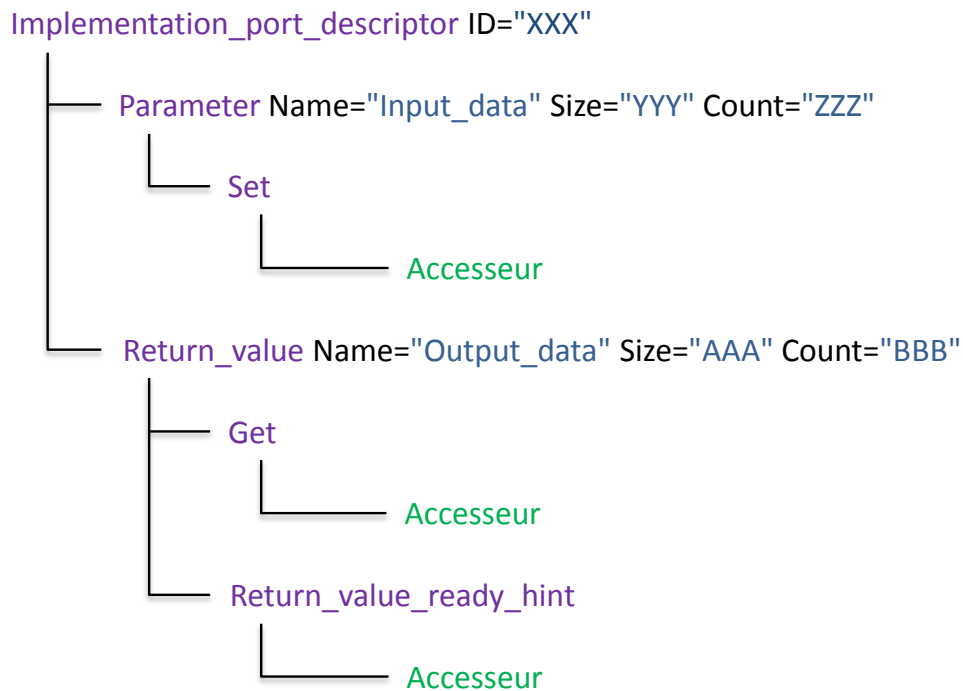 Implementation_port_descriptor ID="XXX"
Parameter Name="Input_data" Size="YYY" Count="ZZZ"
Set
Accesseur
Return_value Name="Output_data" Size="AAA" Count="BBB"
Get
Accesseur
Return_value_ready_hint
Accesseur